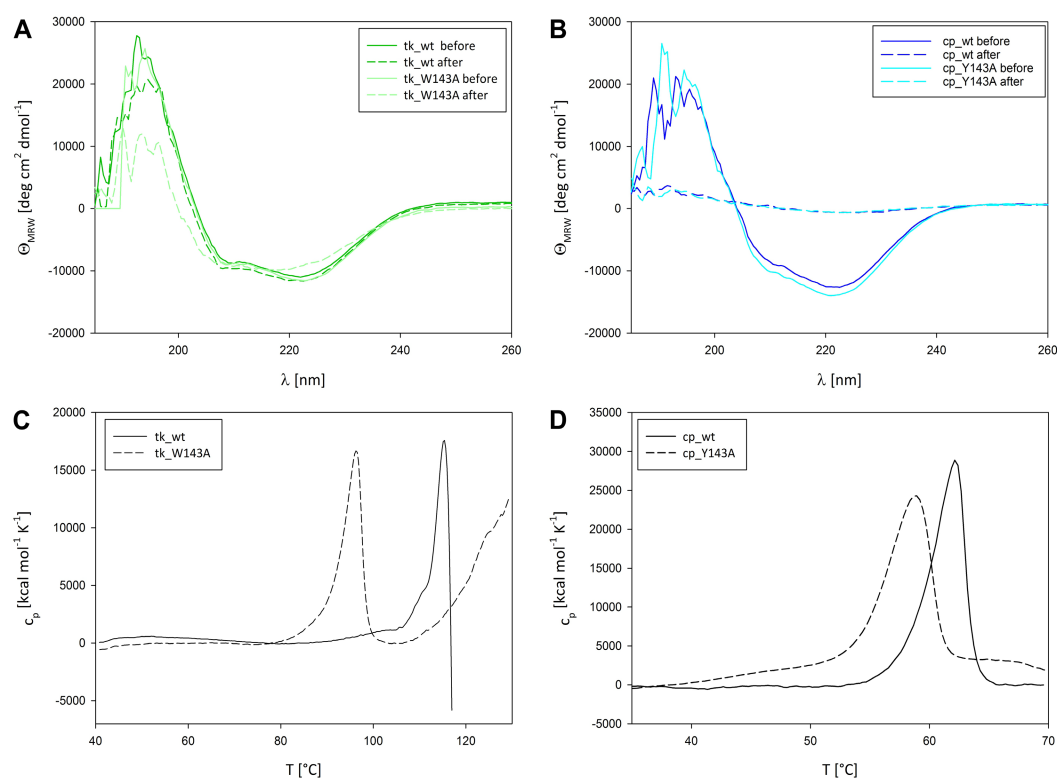 A
30000
20000
10000
0
-10000
-20000
200
220
240
260
Θ_MRW [deg cm² dmol⁻¹]
λ [nm]
tk_wt before
tk_wt after
tk_W143A before
tk_W143A after
B
30000
20000
10000
0
-10000
-20000
200
220
240
260
Θ_MRW [deg cm² dmol⁻¹]
λ [nm]
cp_wt before
cp_wt after
cp_Y143A before
cp_Y143A after
C
20000
15000
10000
5000
0
-5000
40
60
80
100
120
c_p [kcal mol⁻¹ K⁻¹]
T [°C]
tk_wt
tk_W143A
D
35000
30000
25000
20000
15000
10000
5000
0
-5000
40
50
60
70
c_p [kcal mol⁻¹ K⁻¹]
T [°C]
cp_wt
cp_Y143A